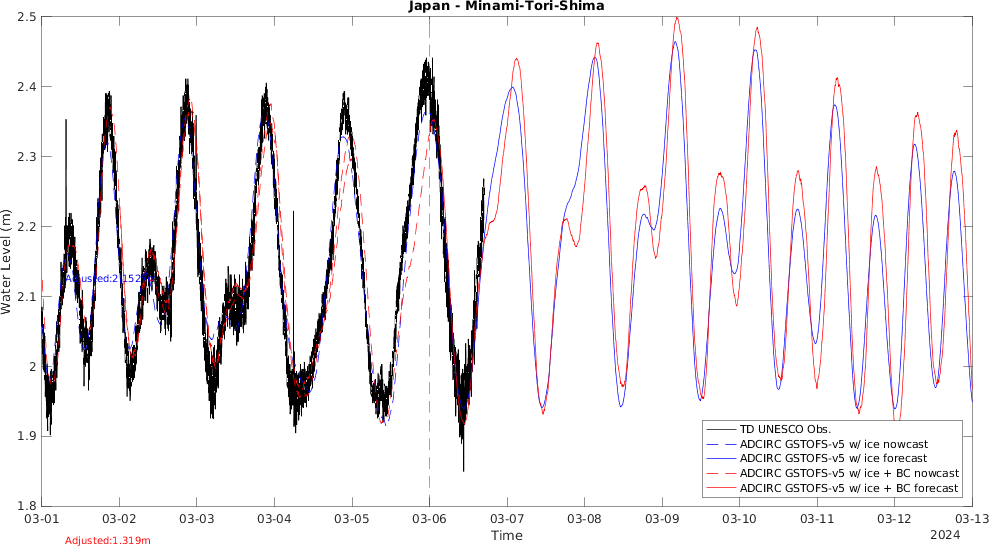 Japan - Minami-Tori-Shima
2.5
2.4
2.3
2.2
2.1
2
1.9
1.8
Water Level (m)
Adjusted:2.152
TD UNESCO Obs.
ADCIRC GSTOFS-v5 w/ ice nowcast
ADCIRC GSTOFS-v5 w/ ice forecast
ADCIRC GSTOFS-v5 w/ ice + BC nowcast
ADCIRC GSTOFS-v5 w/ ice + BC forecast
03-01 03-02 03-03 03-04 03-05 03-06 03-07 03-08 03-09 03-10 03-11 03-12 03-13
Time
2024
Adjusted:1.319m